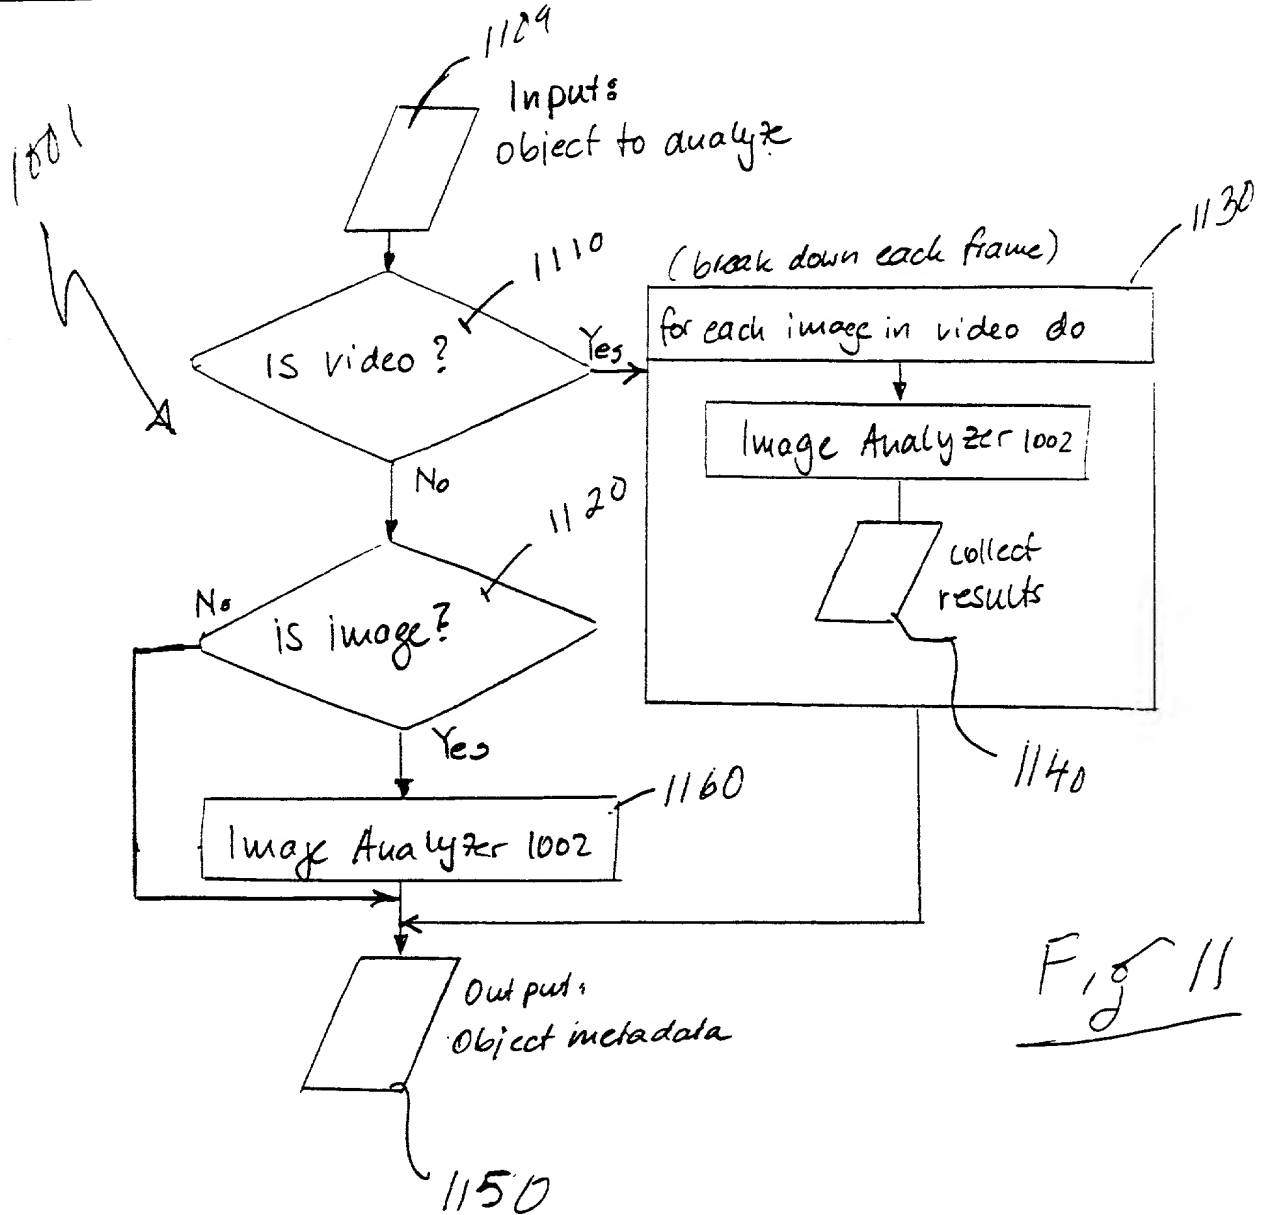 1109
Input:
object to analyze
1001
1110
1130
(break down each frame)
is video?
Yes
for each image in video do
Image Analyzer 1002
No
1120
collect
results
No
is image?
1140
Yes
1160
Image Analyzer 1002
Output:
Object metadata
Fig 11
1150